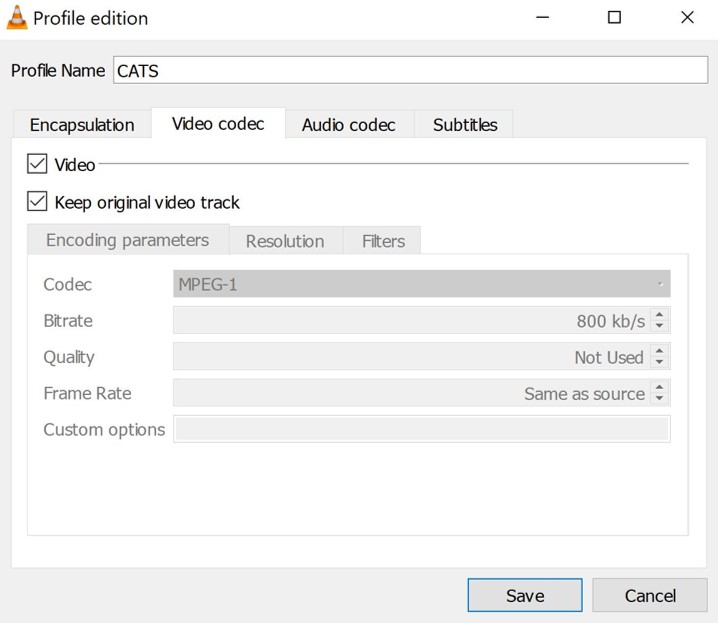 Profile edition
Profile Name CATS
Encapsulation Video codec Audio codec Subtitles
Video
Keep original video track
Encoding parameters Resolution Filters
Codec MPEG-1
Bitrate 800 kb/s
Quality Not Used
Frame Rate Same as source
Custom options
Save Cancel